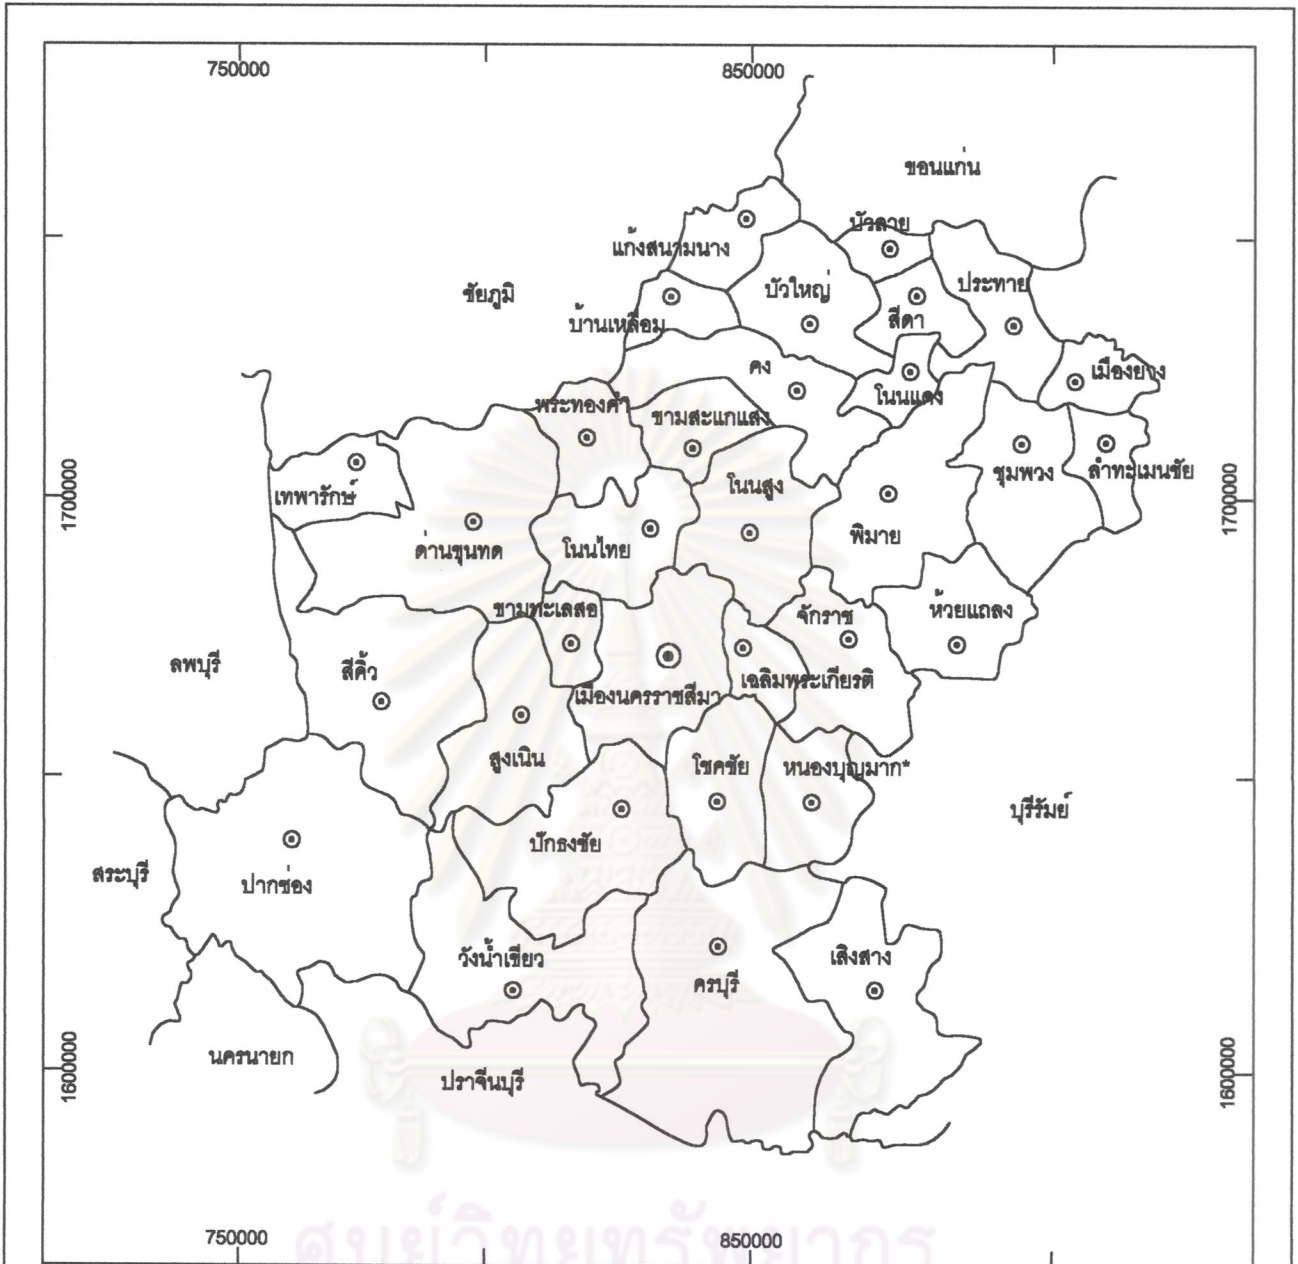 750000
850000
ขอนแก่น
บัวลาย
แก้งสนามนาง
ประทาย
บัวใหญ่
ชัยภูมิ
สีดา
บ้านเหลื่อม
คง
เมืองยาง
โนนแดง
พระทองคำ
ขามสะแกแสง
ลำทะเมนชัย
ชุมพวง
โนนสูง
เทพารักษ์
1700000
1700000
พิมาย
ด่านขุนทด
โนนไทย
ขามทะเลสอ
ห้วยแถลง
จักราช
ลพบุรี
สีคิ้ว
เฉลิมพระเกียรติ
เมืองนครราชสีมา
สูงเนิน
โชคชัย
หนองบุญมาก*
บุรีรัมย์
ปักธงชัย
สระบุรี
ปากช่อง
วังน้ำเขียว
เสิงสาง
ครบุรี
นครนายก
1600000
1600000
ปราจีนบุรี
750000
850000
ศูนย์วิทยทรัพยากร